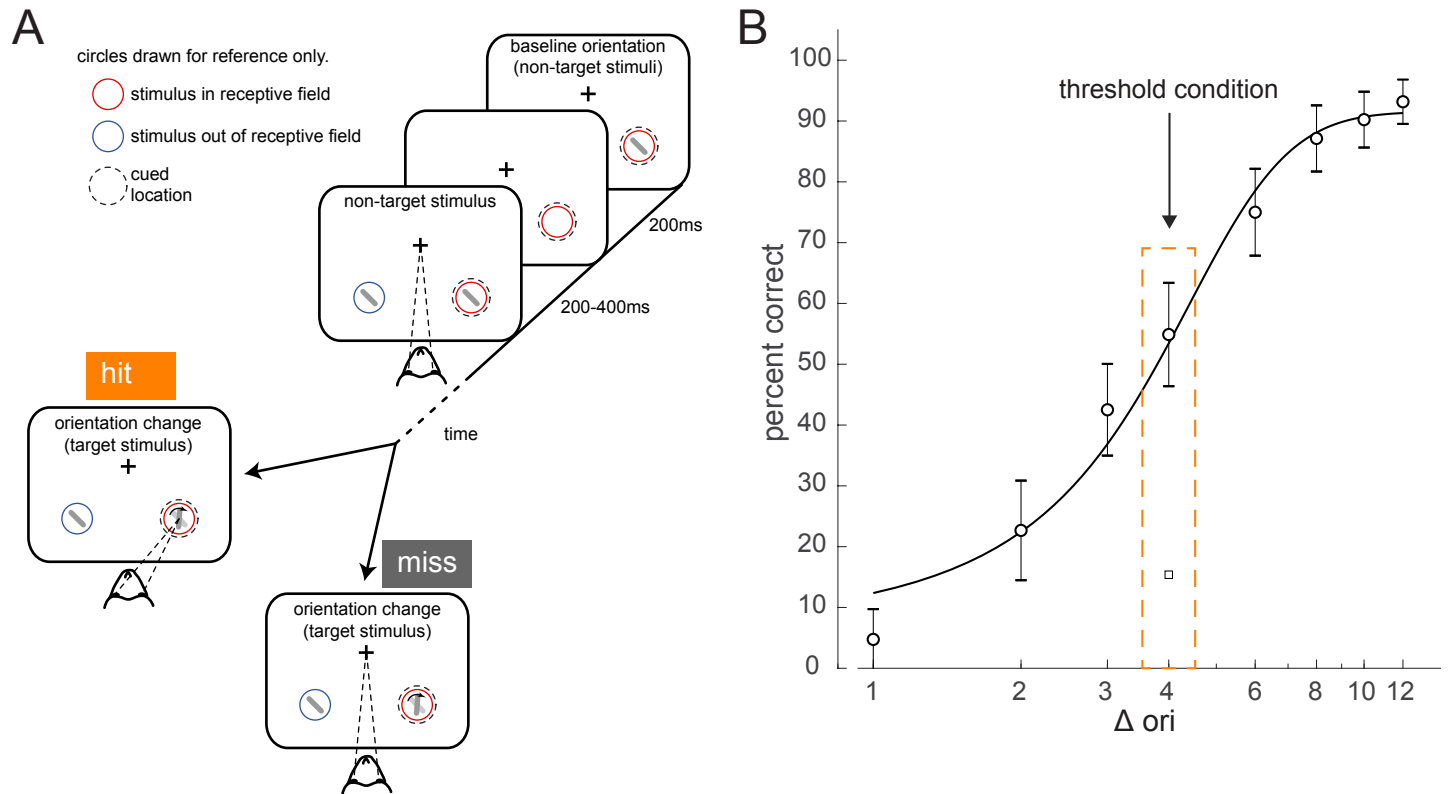 A
circles drawn for reference only.
stimulus in receptive field
stimulus out of receptive field
cued
location
baseline orientation
(non-target stimuli)
non-target stimulus
200ms
200-400ms
time
hit
orientation change
(target stimulus)
miss
orientation change
(target stimulus)
B
threshold condition
percent correct
100
90
80
70
60
50
40
30
20
10
0
1
2
3
4
6
8
10
12
Δ ori